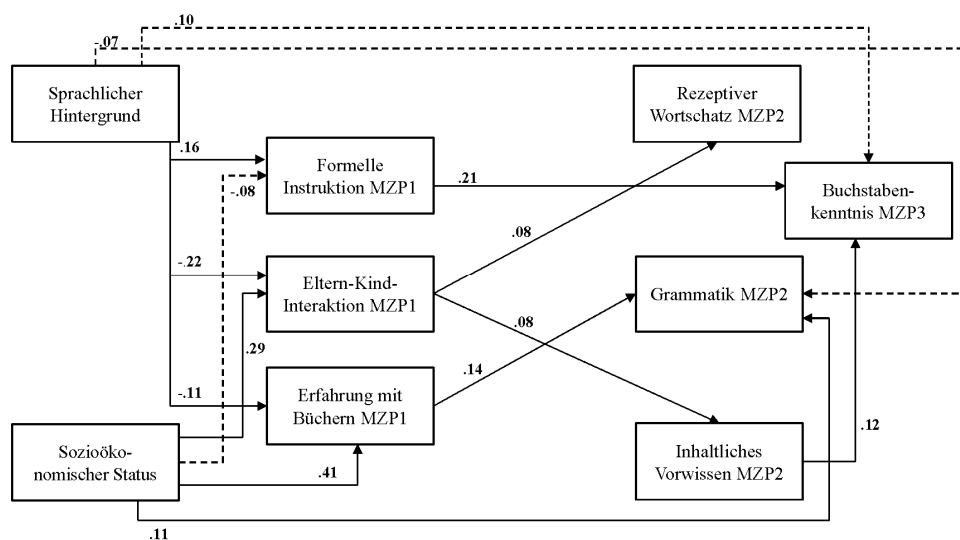 .10
-.07
Sprachlicher
Hintergrund
Rezeptiver
Wortschatz MZP2
.16
Formelle
Instruktion MZP1
-.08
.21
Buchstaben-
kenntnis MZP3
.08
-.22
Eltern-Kind-
Interaktion MZP1
Grammatik MZP2
.08
.29
.14
-.11
Erfahrung mit
Büchern MZP1
.12
Sozioöko-
nomischer Status
.41
Inhaltliches
Vorwissen MZP2
.11